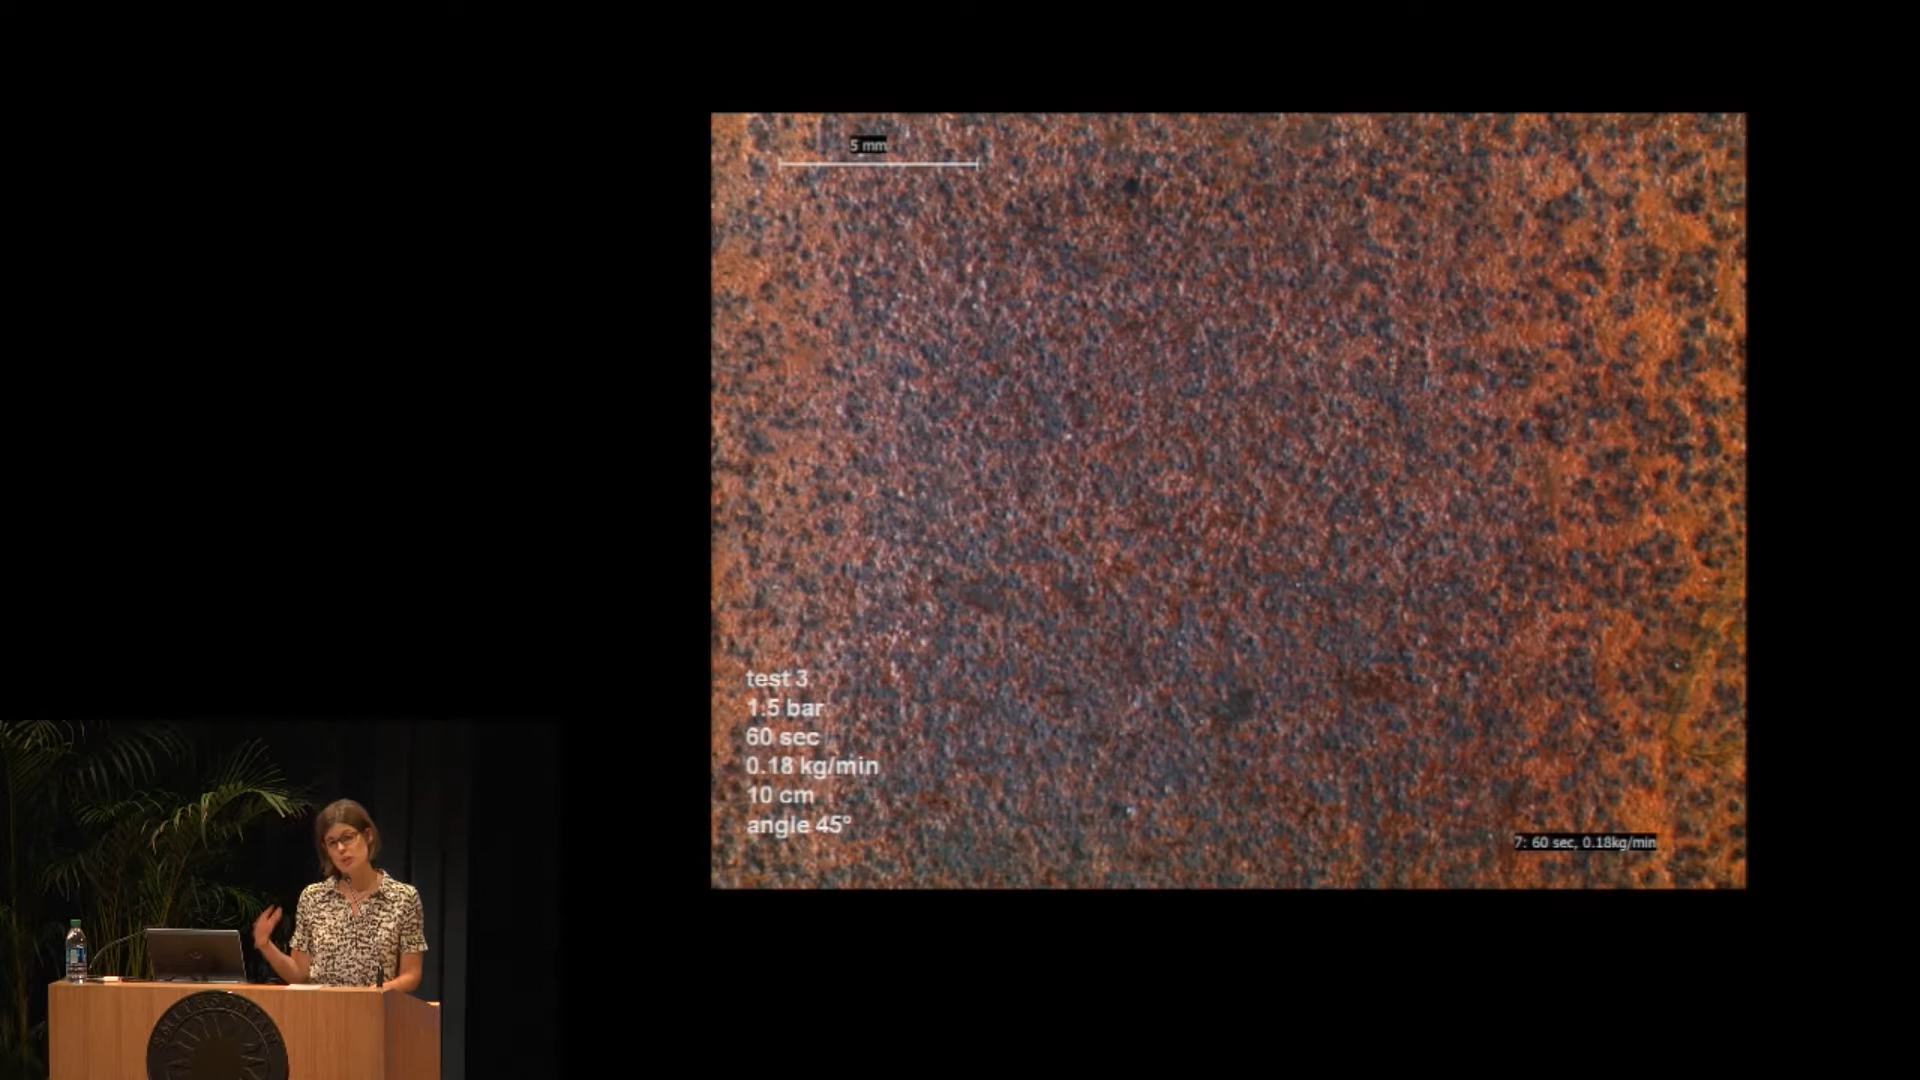 5 mm
test 3
1.5 bar
60 sec
0.18 kg/min
10 cm
angle 45°
7: 60 sec, 0.18kg/min
SMITHSONIAN